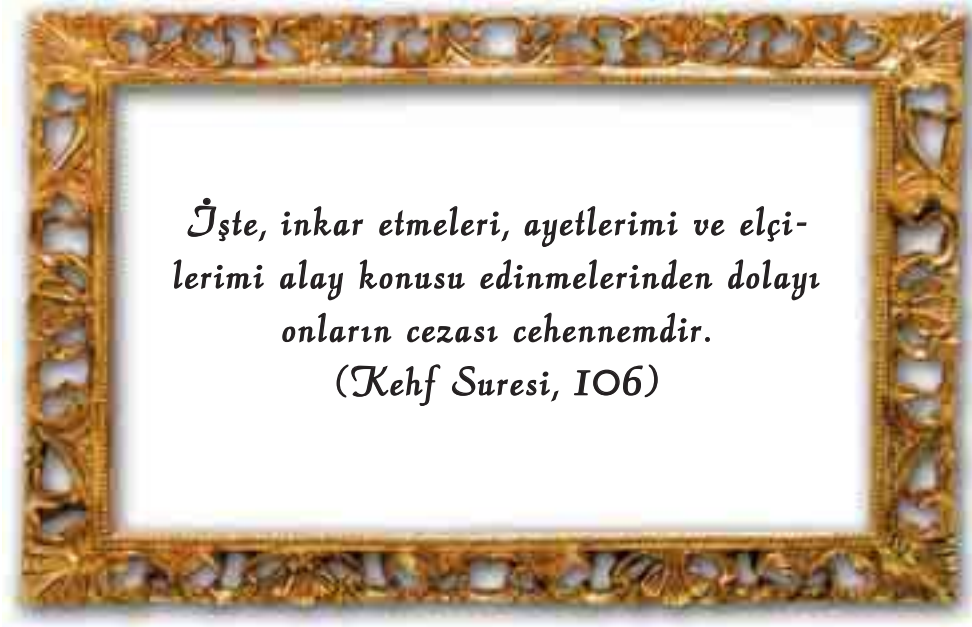 İşte, inkar etmeleri, ayetlerimi ve elçi-
lerimi alay konusu edinmelerinden dolayı
onların cezası cehennemdir.
(Kehf Suresi, 106)